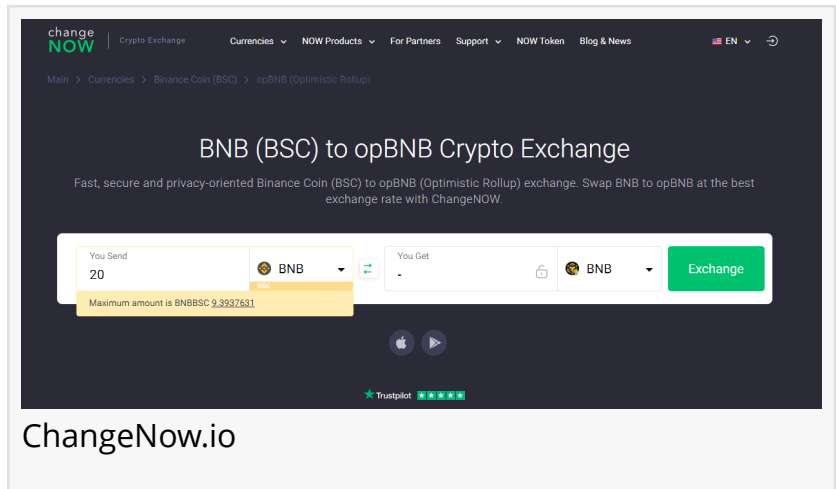 change
NOW
Crypto Exchange
Currencies
NOW Products
For Partners
Support
NOW Token
Blog & News
EN
Main > Currencies > Binance Coin (BSC) > opBNB (Optimistic Rollup)
BNB (BSC) to opBNB Crypto Exchange
Fast, secure and privacy-oriented Binance Coin (BSC) to opBNB (Optimistic Rollup) exchange. Swap BNB to opBNB at the best
exchange rate with ChangeNOW.
You Send
20
BNB
BSC
You Get
-
BNB
Exchange
Maximum amount is BNBBSC 9.3937631
Trustpilot
ChangeNow.io